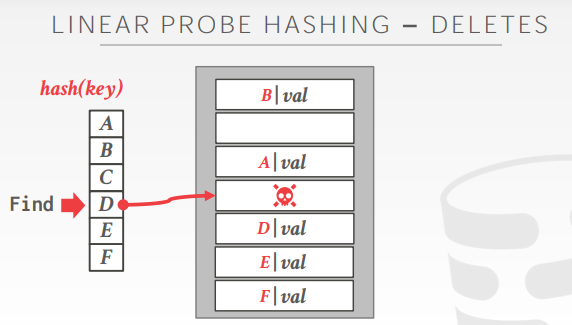 LINEAR PROBE HASHING – DELETES
hash(key)
A
B
C
Find D
E
F
B|val
A|val
D|val
E|val
F|val